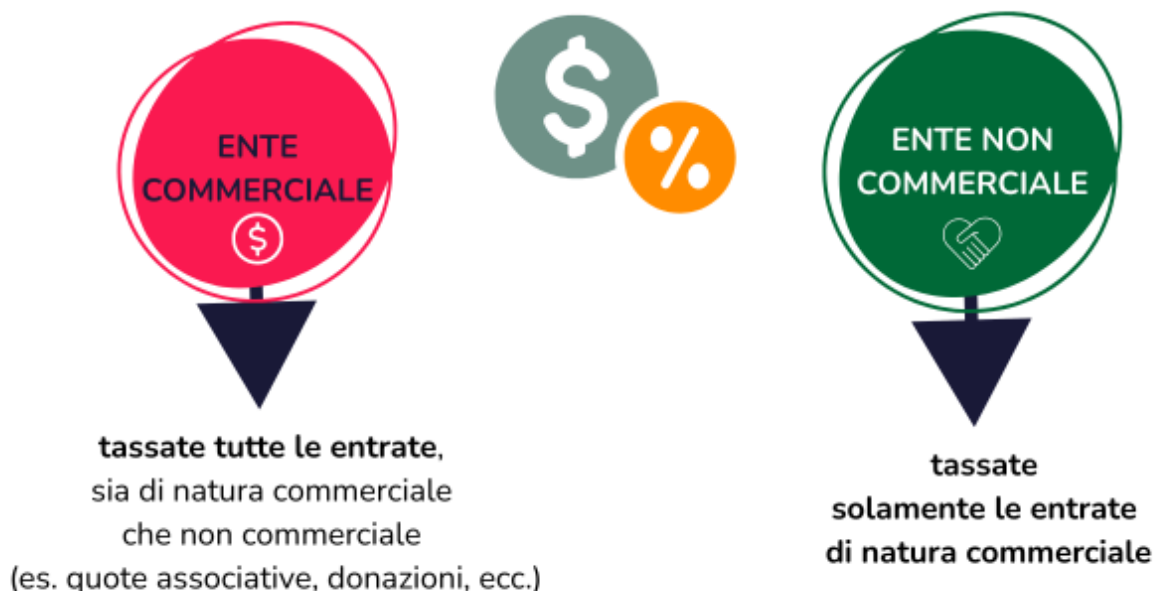 ENTE
COMMERCIALE
$
$
%
ENTE NON
COMMERCIALE
tassate tutte le entrate,
sia di natura commerciale
che non commerciale
(es. quote associative, donazioni, ecc.)
tassate
solamente le entrate
di natura commerciale